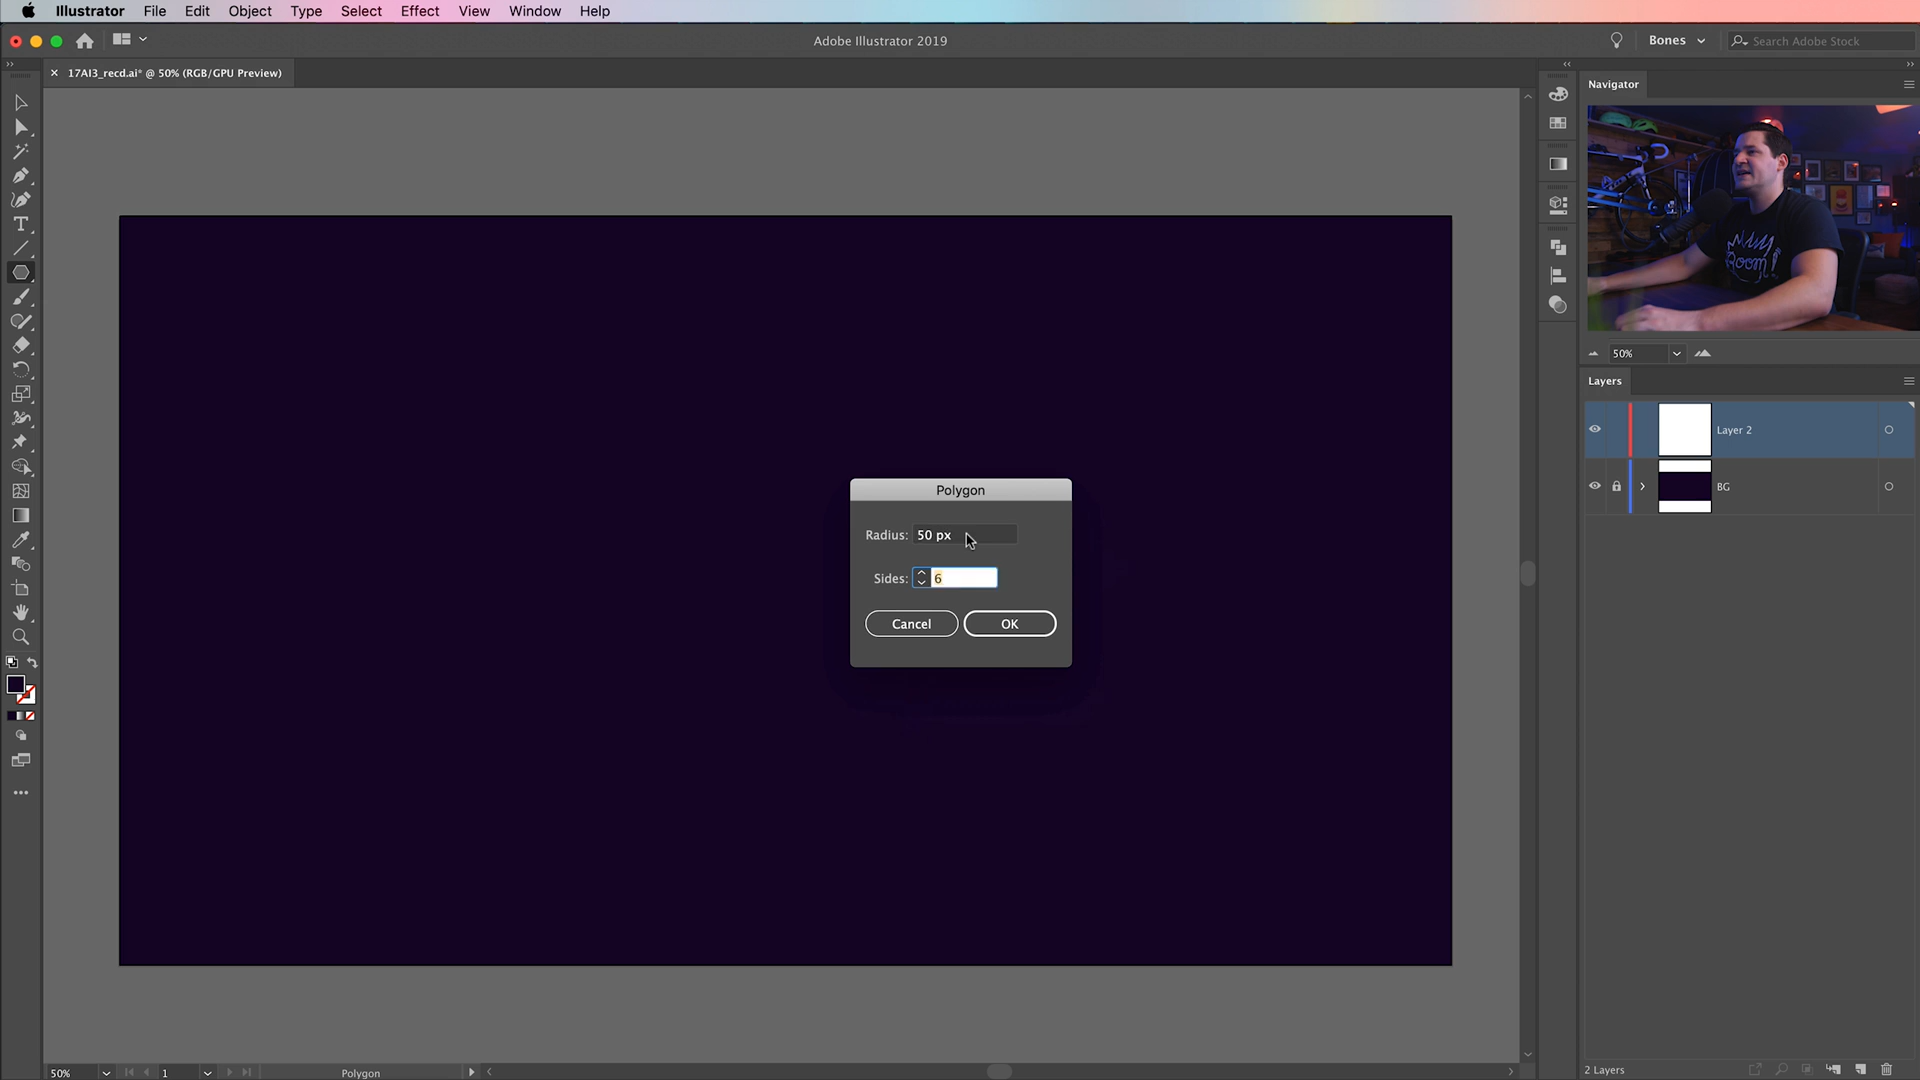 Illustrator File Edit Object Type Select Effect View Window Help
Adobe Illustrator 2019
Bones
Search Adobe Stock
17AI3_recd.ai* @ 50% (RGB/GPU Preview)
Navigator
My
Room!
50%
Layers
Layer 2
BG
Polygon
Radius: 50 px
Sides: 6
Cancel OK
50% 1 Polygon
2 Layers